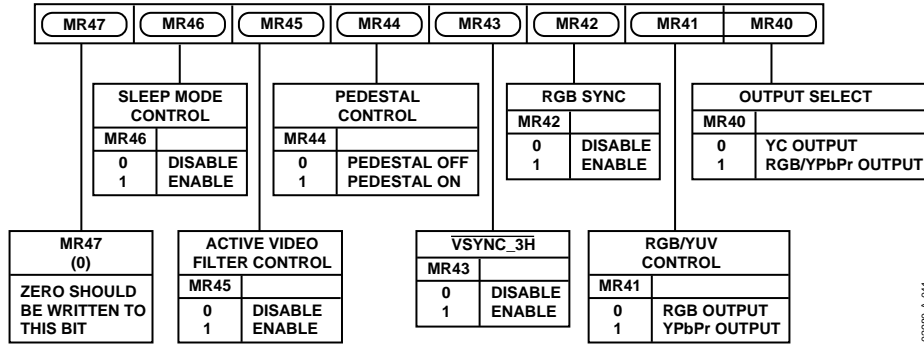 MR47 MR46 MR45 MR44 MR43 MR42 MR41 MR40
SLEEP MODE
CONTROL
MR46
0 DISABLE
1 ENABLE
PEDESTAL
CONTROL
MR44
0 PEDESTAL OFF
1 PEDESTAL ON
RGB SYNC
MR42
0 DISABLE
1 ENABLE
OUTPUT SELECT
MR40
0 YC OUTPUT
1 RGB/YPbPr OUTPUT
MR47
(0)
ZERO SHOULD
BE WRITTEN TO
THIS BIT
ACTIVE VIDEO
FILTER CONTROL
MR45
0 DISABLE
1 ENABLE
VSYNC_3H
MR43
0 DISABLE
1 ENABLE
RGB/YUV
CONTROL
MR41
0 RGB OUTPUT
1 YPbPr OUTPUT